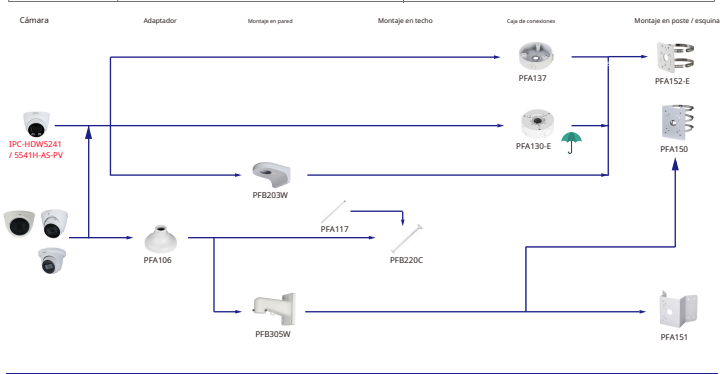 Cámara
Adaptador
Montaje en pared
Montaje en techo
Caja de conexiones
Montaje en poste / esquina
PFA137
PFA152-E
IPC-HDW5241
/ 5541H-AS-PV
PFA130-E
PFA150
PFB203W
PFA117
PFA106
PFB220C
PFB305W
PFA151